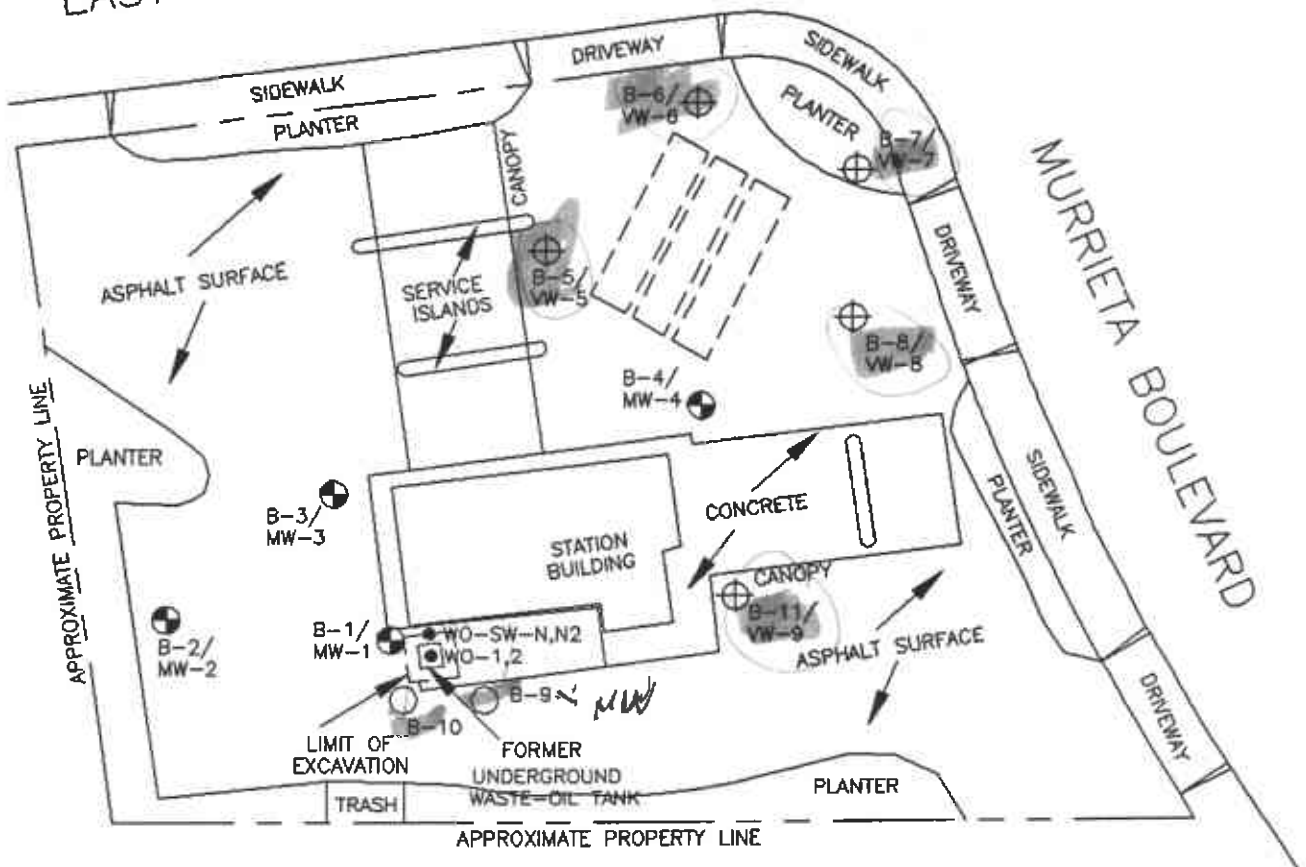 EAST
SIDEWALK
PLANTER
DRIVEWAY
SIDEWALK
PLANTER
B-6/
VW-6
B-7/
VW-7
CANOPY
MURRIETA BOULEVARD
ASPHALT SURFACE
SERVICE
ISLANDS
B-5/
VW-5
DRIVEWAY
B-8/
VW-8
B-4/
MW-4
APPROXIMATE PROPERTY LINE
PLANTER
B-3/
MW-3
CONCRETE
STATION
BUILDING
PLANTER
SIDEWALK
CANOPY
B-11/
VW-9
B-2/
MW-2
B-1/
MW-1
WO-SW-N,N2
WO-1,2
ASPHALT SURFACE
B-9
MW
B-10
DRIVEWAY
LIMIT OF
EXCAVATION
FORMER
UNDERGROUND
WASTE-OIL TANK
TRASH
PLANTER
APPROXIMATE PROPERTY LINE